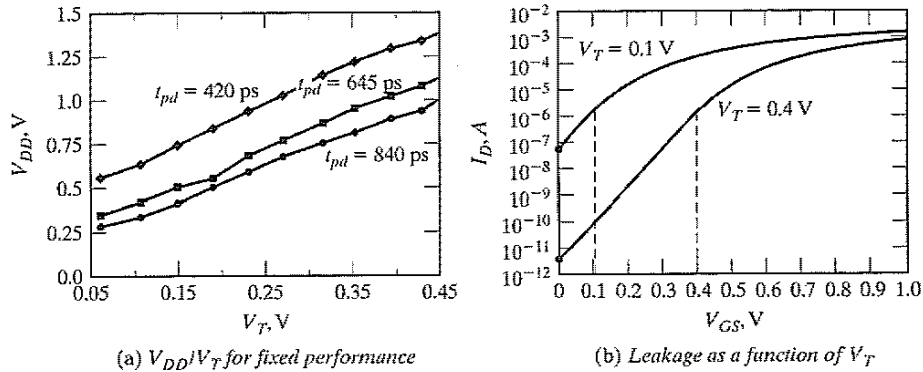 1.5
1.25
1.0
0.75
0.5
0.25
0.0
0.05 0.15 0.25 0.35 0.45
V_DD, V
V_T, V
t_pd = 420 ps
t_pd = 645 ps
t_pd = 840 ps
(a) V_DD/V_T for fixed performance
10^-2
10^-3
10^-4
10^-5
10^-6
10^-7
10^-8
10^-9
10^-10
10^-11
10^-12
0 0.1 0.2 0.3 0.4 0.5 0.6 0.7 0.8 0.9 1.0
I_D, A
V_GS, V
V_T = 0.1 V
V_T = 0.4 V
(b) Leakage as a function of V_T